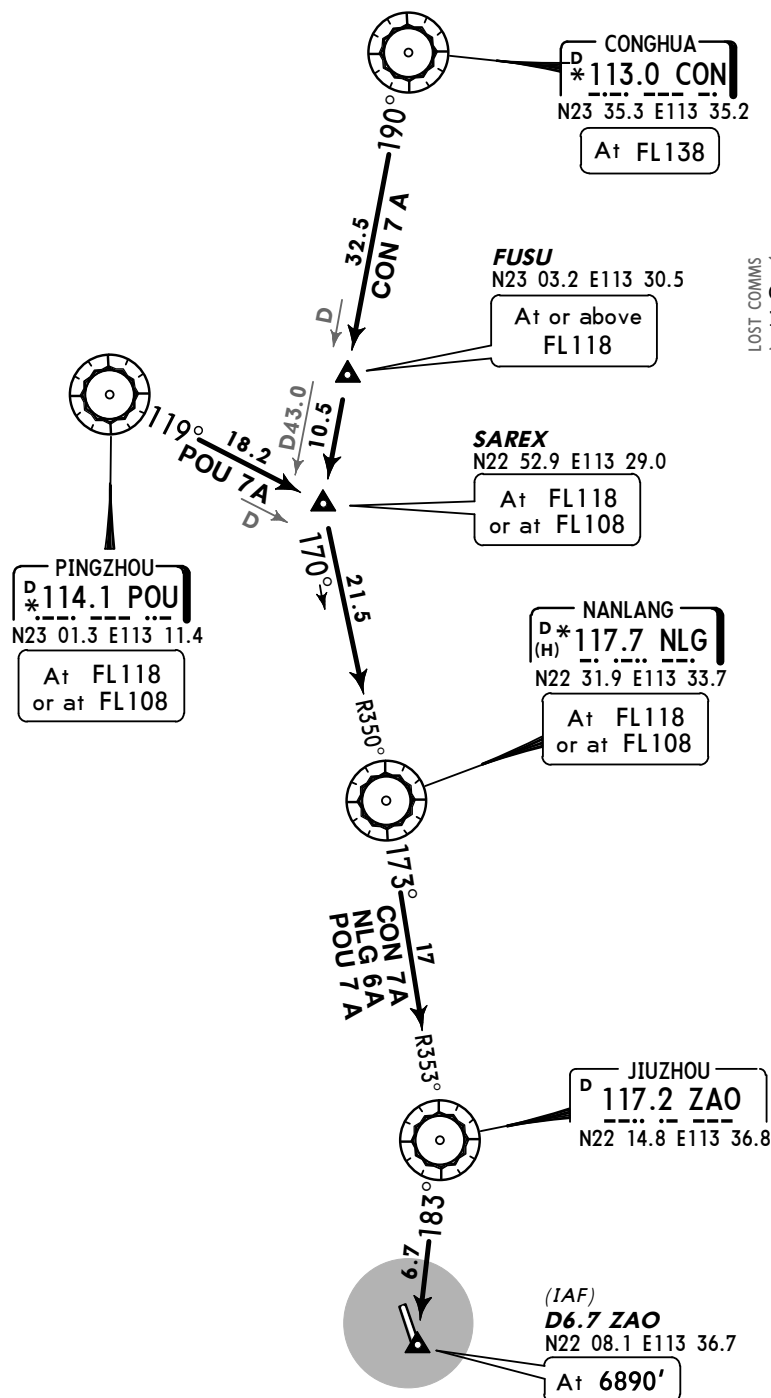 CONGHUA
D
*113.0 CON
N23 35.3 E113 35.2
At FL138
190°
32.5
CON 7 A
D
FUSU
N23 03.2 E113 30.5
At or above
FL118
LOST COMMS
119°
18.2
POU 7A
D
D43.0
10.5
SAREX
N22 52.9 E113 29.0
At FL118
or at FL108
PINGZHOU
D
*114.1 POU
N23 01.3 E113 11.4
At FL118
or at FL108
170°
21.5
R350°
NANLANG
D
(H)
*117.7 NLG
N22 31.9 E113 33.7
At FL118
or at FL108
173°
17
CON 7A
NLG 6A
POU 7 A
R353°
JIUZHOU
D
117.2 ZAO
N22 14.8 E113 36.8
183°
6.7
(IAF)
D6.7 ZAO
N22 08.1 E113 36.7
At 6890'